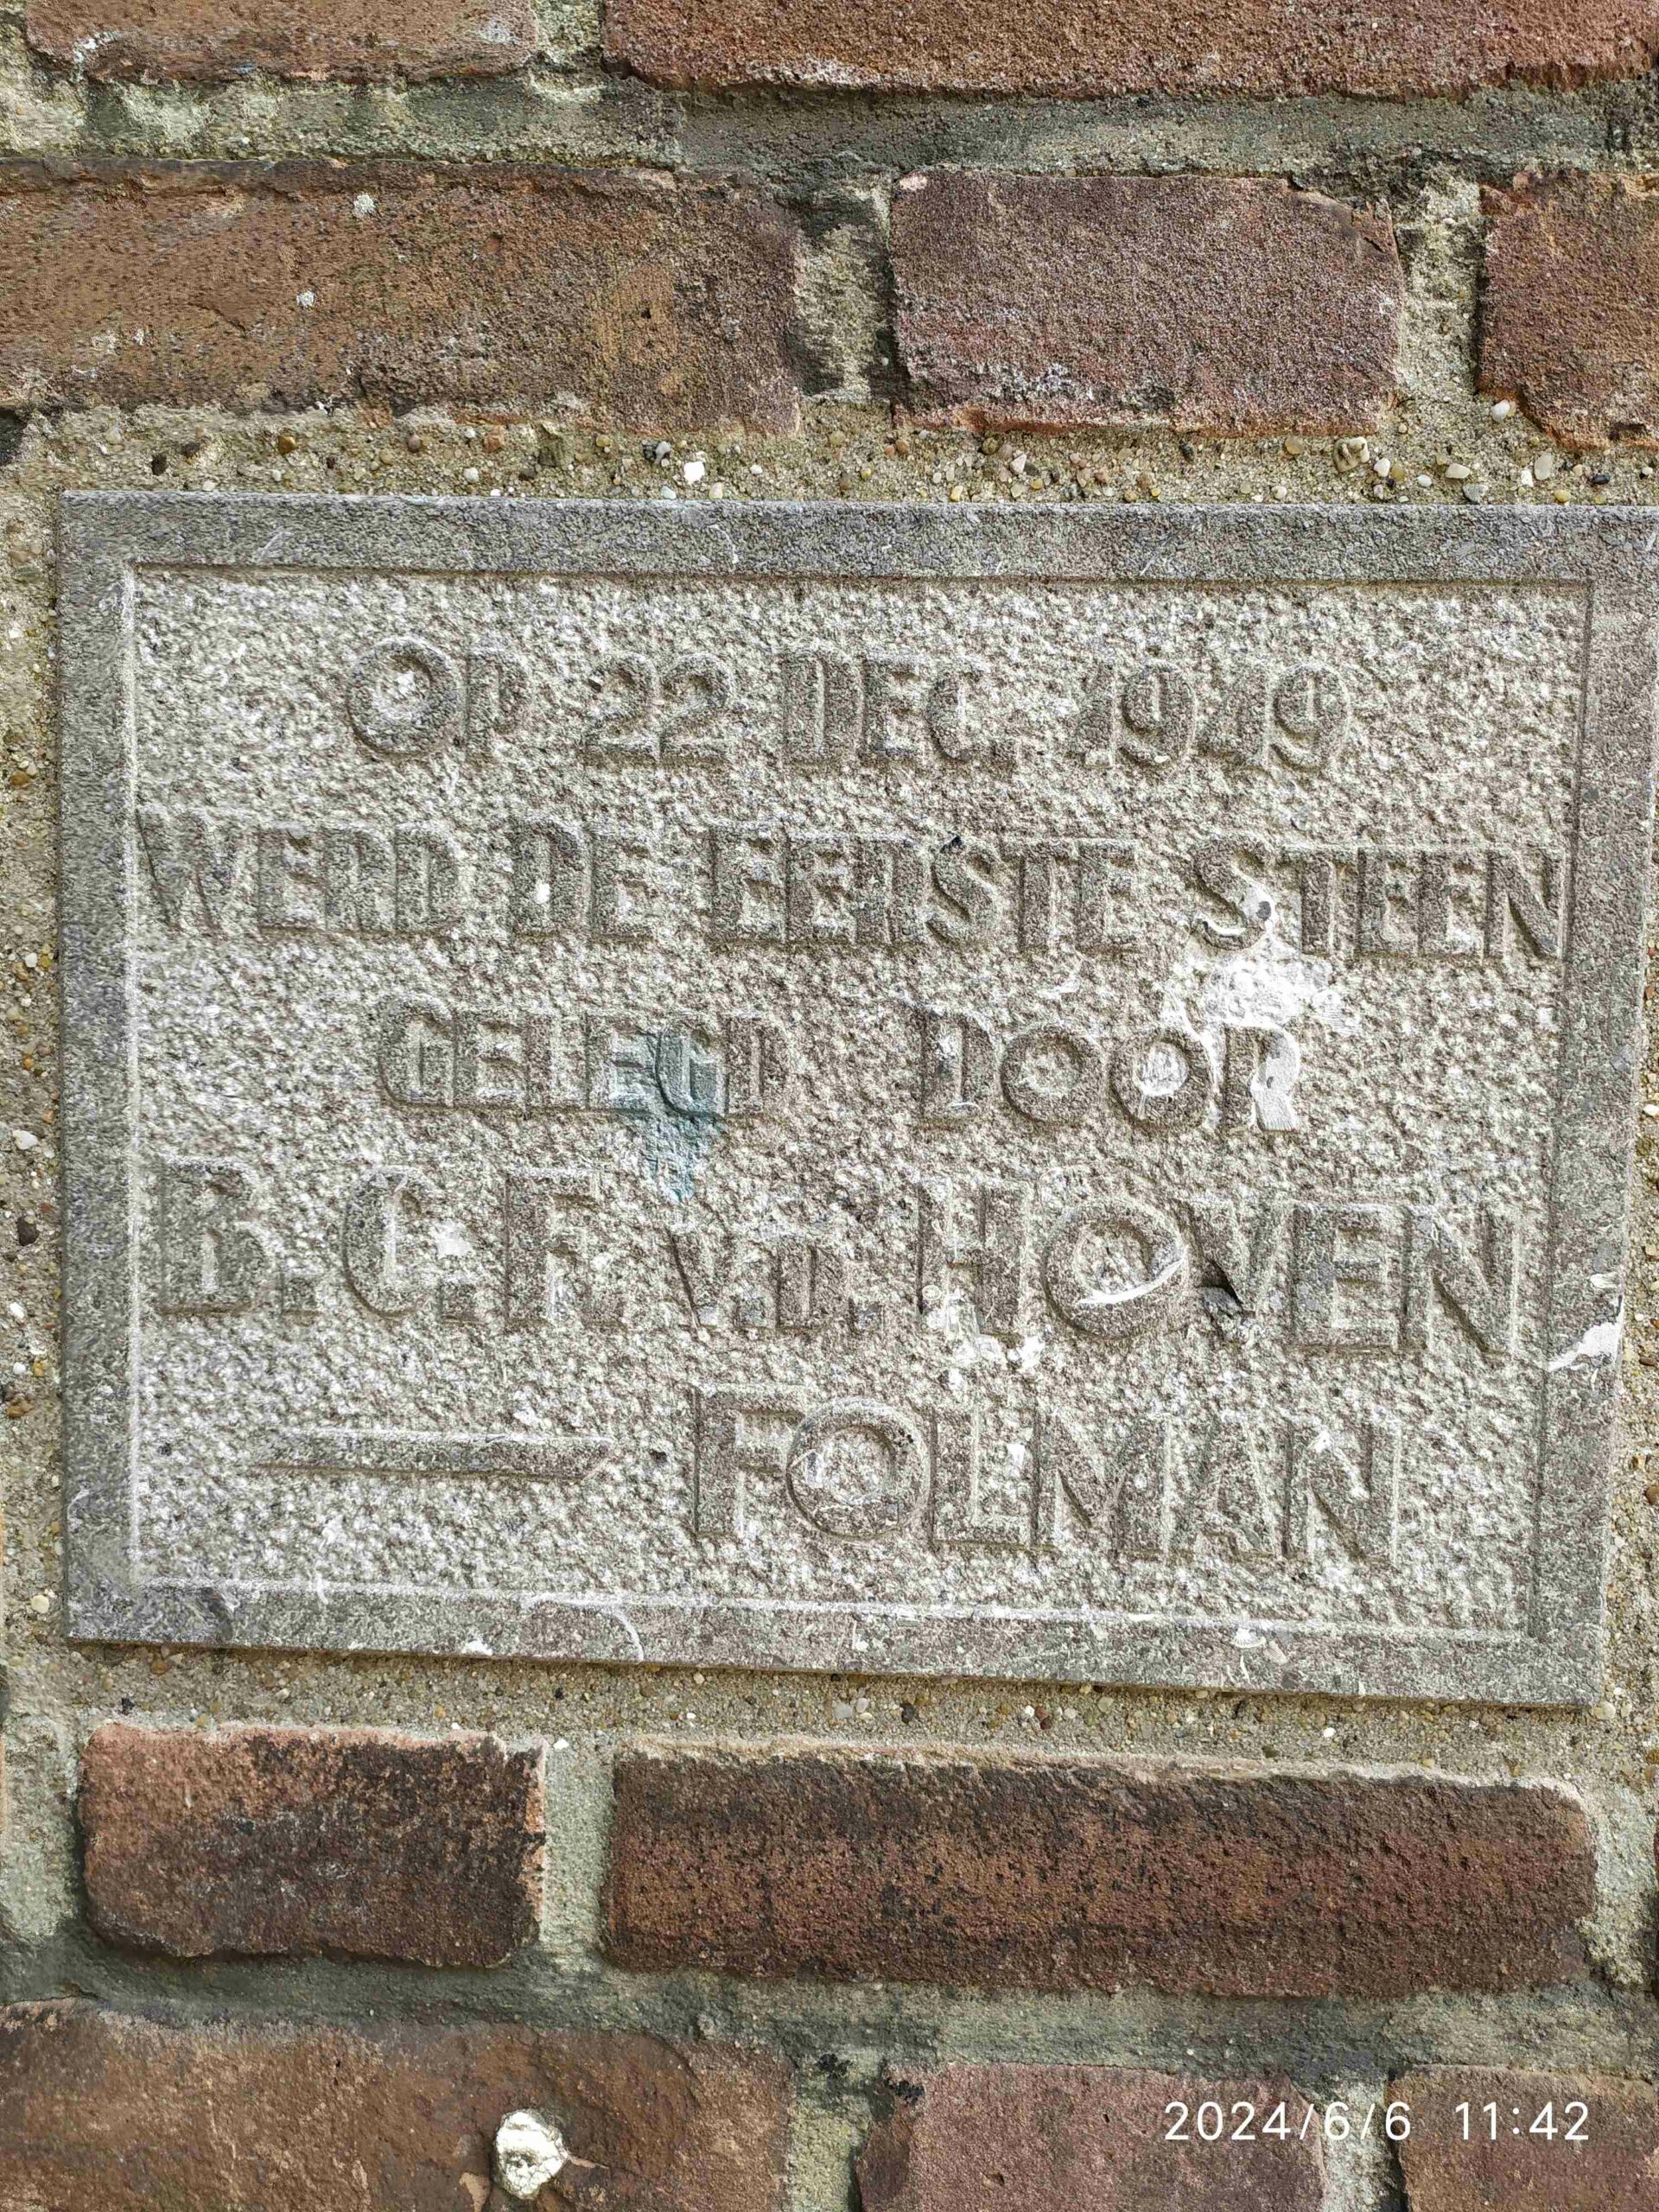 OP 22 DEC. 1949
WERD DE EERSTE STEEN
GELEGD DOOR
B.C.F. V.D. HOVEN
— FOLMAN
2024/6/6 11:42